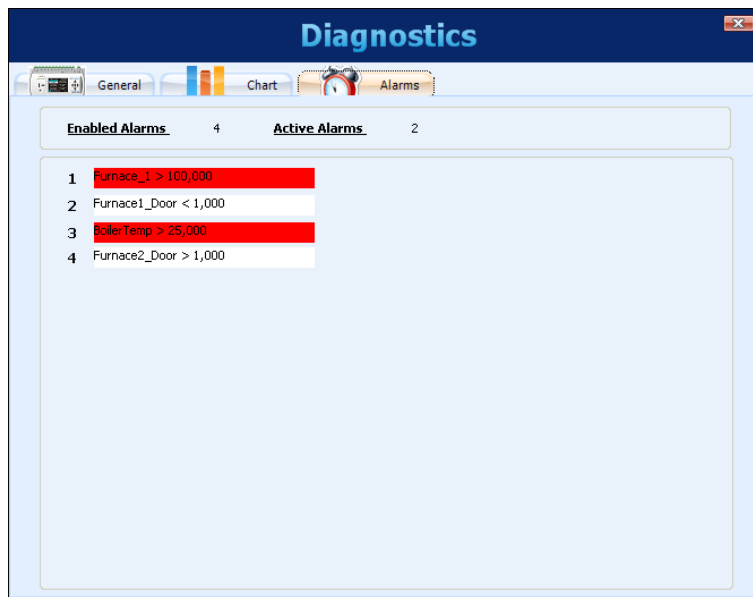 Diagnostics
General Chart Alarms
Enabled Alarms 4 Active Alarms 2
1 Furnace_1 > 100,000
2 Furnace1_Door < 1,000
3 BoilerTemp > 25,000
4 Furnace2_Door > 1,000